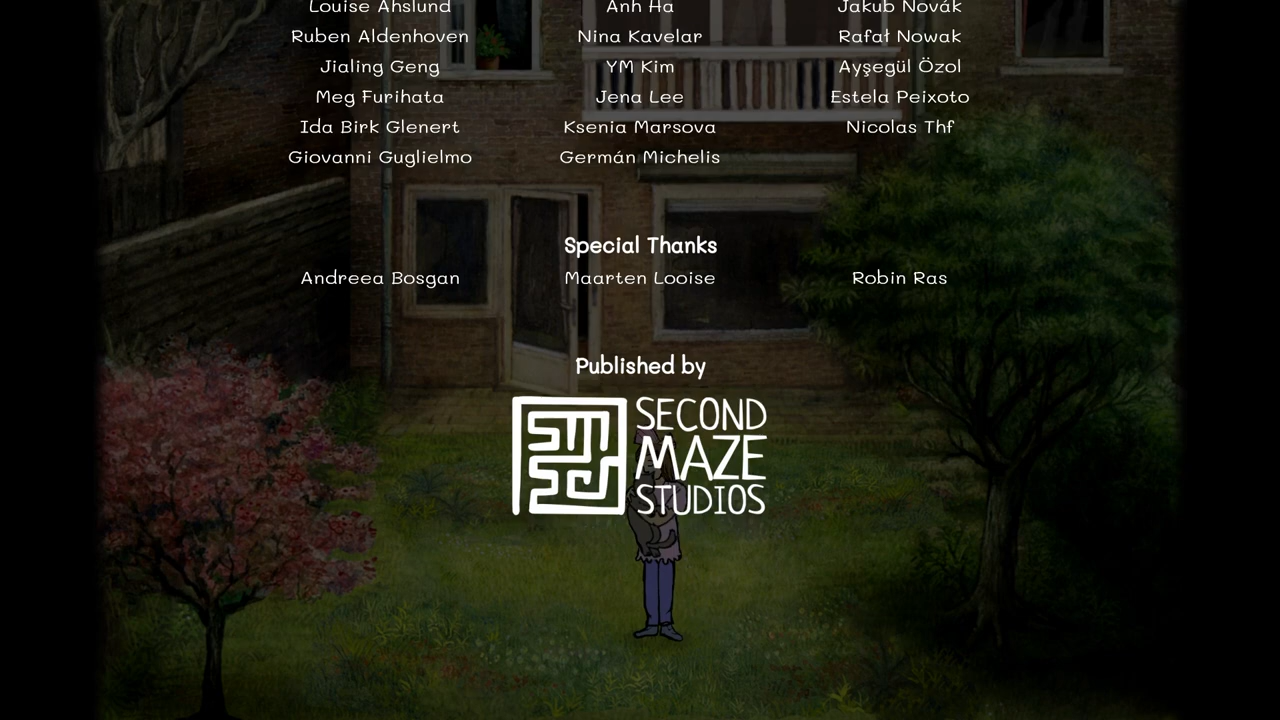 Louise Åhslund Anh Ha Jakub Novák
Ruben Aldenhoven Nina Kavelar Rafał Nowak
Jialing Geng YM Kim Ayşegül Özol
Meg Furihata Jena Lee Estela Peixoto
Ida Birk Glenert Ksenia Marsova Nicolas Thf
Giovanni Guglielmo Germán Michelis
Special Thanks
Andreea Bosgan Maarten Looise Robin Ras
Published by
SECOND
MAZE
STUDIOS